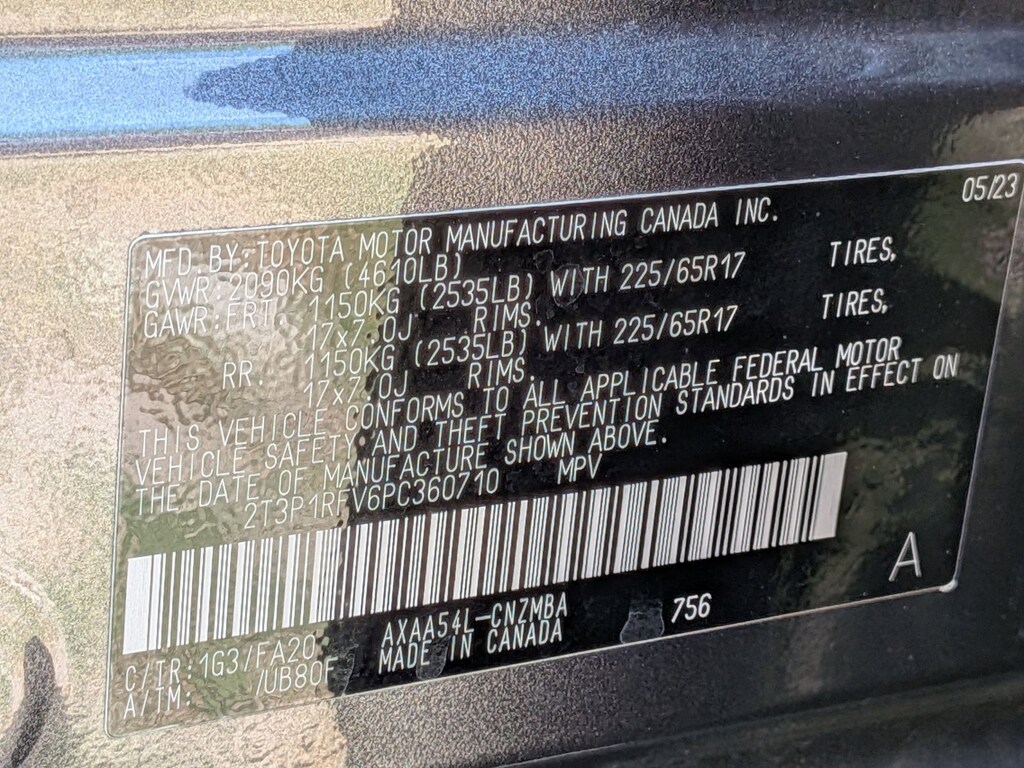 05/23
MFD BY:TOYOTA MOTOR MANUFACTURING CANADA INC.
GVWR:2090KG (4610LB)
GAWR:FRT. 1150KG (2535LB) WITH 225/65R17 TIRES,
17x7.0J RIMS.
RR. 1150KG (2535LB) WITH 225/65R17 TIRES,
17x7.0J RIMS.
THIS VEHICLE CONFORMS TO ALL APPLICABLE FEDERAL MOTOR
VEHICLE SAFETY AND THEFT PREVENTION STANDARDS IN EFFECT ON
THE DATE OF MANUFACTURE SHOWN ABOVE.
2T3P1RFV6PC360710 MPV
A
C/TR:1G3/FA20 AXAA54L-CNZMBA 756
A/TM: /UB80F MADE IN CANADA